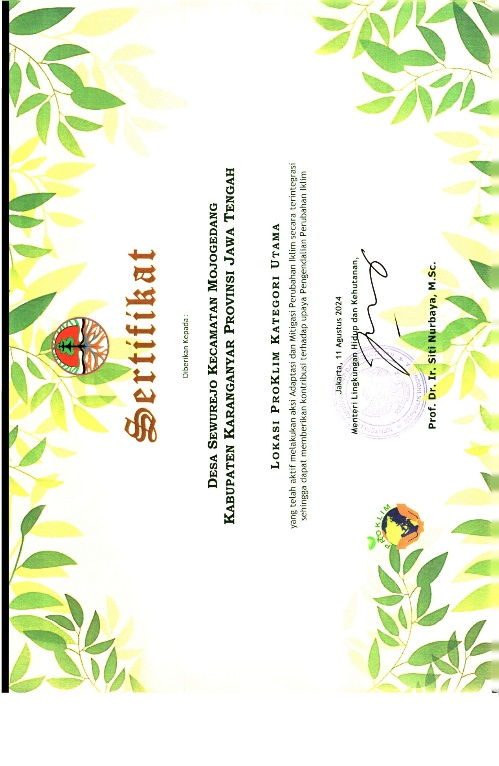 Sertifikat
Diberikan Kepada :
DESA SEWUREJO KECAMATAN MOJOGEDANG
KABUPATEN KARANGANYAR PROVINSI JAWA TENGAH
LOKASI PROKLIM KATEGORI UTAMA
yang telah aktif melakukan aksi Adaptasi dan Mitigasi Perubahan Iklim secara terintegrasi
sehingga dapat memberikan kontribusi terhadap upaya Pengendalian Perubahan Iklim
Jakarta, 11 Agustus 2024
Menteri Lingkungan Hidup dan Kehutanan,
Prof. Dr. Ir. Siti Nurbaya, M.Sc.
PROKLIM